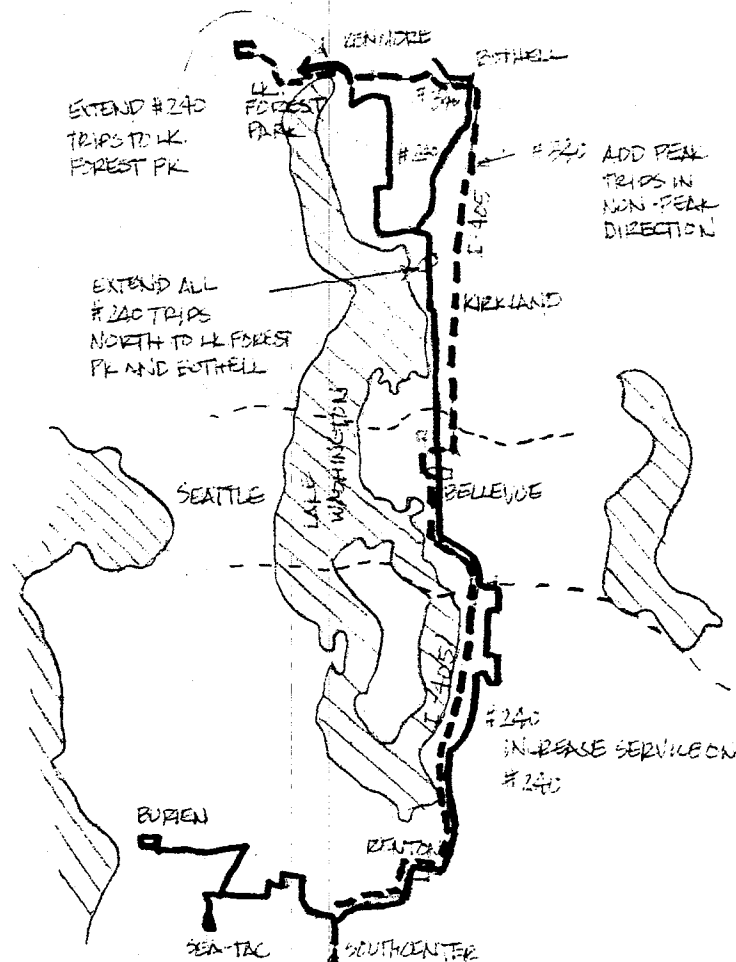 KENMORE
BOTHELL
LK.
FOREST
PARK
EXTEND #240
TRIPS TO LK.
FOREST PK
#340
ADD PEAK
TRIPS IN
NON-PEAK
DIRECTION
I-405
EXTEND ALL
#240 TRIPS
NORTH TO LK FOREST
PK AND BOTHELL
KIRKLAND
SEATTLE
LAKE
WASHINGTON
BELLEVUE
I-405
#240
INCREASE SERVICE ON
#240
BURIEN
RENTON
SEA-TAC
SOUTHCENTER